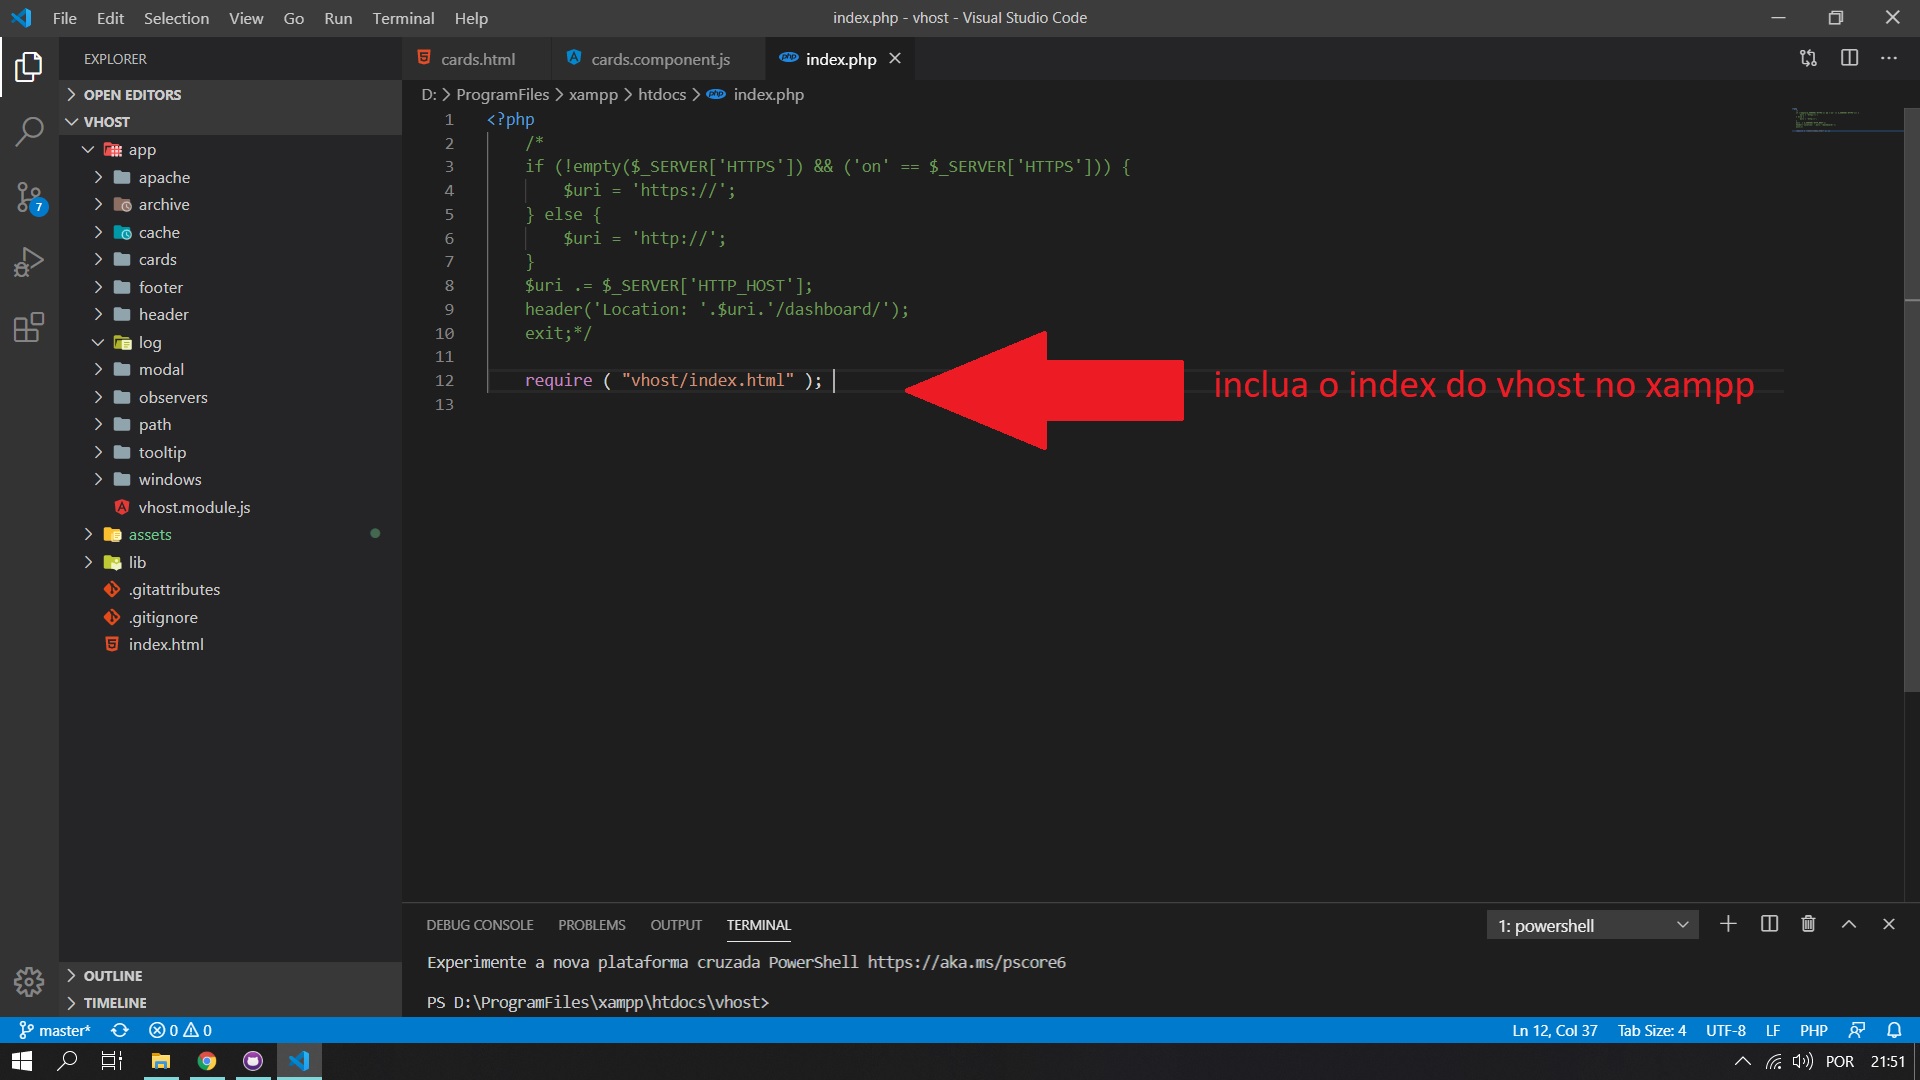 File Edit Selection View Go Run Terminal Help
index.php - vhost - Visual Studio Code
EXPLORER
OPEN EDITORS
VHOST
app
apache
archive
cache
cards
footer
header
log
modal
observers
path
tooltip
windows
vhost.module.js
assets
lib
.gitattributes
.gitignore
index.html
OUTLINE
TIMELINE
7
cards.html cards.component.js index.php
D: > ProgramFiles > xampp > htdocs > index.php
1 <?php
2 /*
3 if (!empty($_SERVER['HTTPS']) && ('on' == $_SERVER['HTTPS'])) {
4 $uri = 'https://';
5 } else {
6 $uri = 'http://';
7 }
8 $uri .= $_SERVER['HTTP_HOST'];
9 header('Location: '.$uri.'/dashboard/');
10 exit;*/
11
12 require ( "vhost/index.html" );
13
inclua o index do vhost no xampp
DEBUG CONSOLE PROBLEMS OUTPUT TERMINAL
1: powershell
Experimente a nova plataforma cruzada PowerShell https://aka.ms/pscore6
PS D:\ProgramFiles\xampp\htdocs\vhost>
master* 0 0
Ln 12, Col 37 Tab Size: 4 UTF-8 LF PHP
POR 21:51